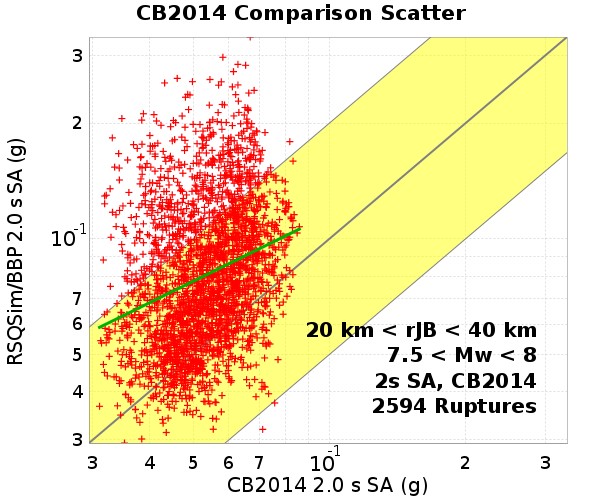 CB2014 Comparison Scatter
RSQSim/BBP 2.0 s SA (g)
3
2
10-1
7
6
5
4
3
20 km < rJB < 40 km
7.5 < Mw < 8
2s SA, CB2014
2594 Ruptures
3 4 5 6 7 10-1 2 3
CB2014 2.0 s SA (g)